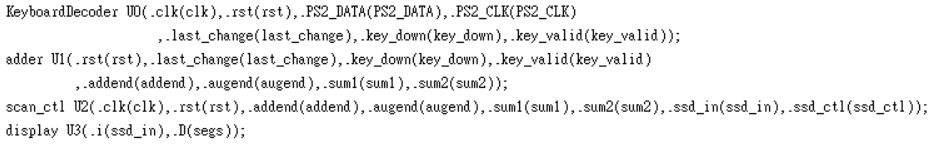 KeyboardDecoder U0(.clk(clk),.rst(rst),.PS2_DATA(PS2_DATA),.PS2_CLK(PS2_CLK)
,.last_change(last_change),.key_down(key_down),.key_valid(key_valid));
adder U1(.rst(rst),.last_change(last_change),.key_down(key_down),.key_valid(key_valid)
,.addend(addend),.augend(augend),.sum1(sum1),.sum2(sum2));
scan_ctl U2(.clk(clk),.rst(rst),.addend(addend),.augend(augend),.sum1(sum1),.sum2(sum2),.ssd_in(ssd_in),.ssd_ctl(ssd_ctl));
display U3(.i(ssd_in),.D(segs));